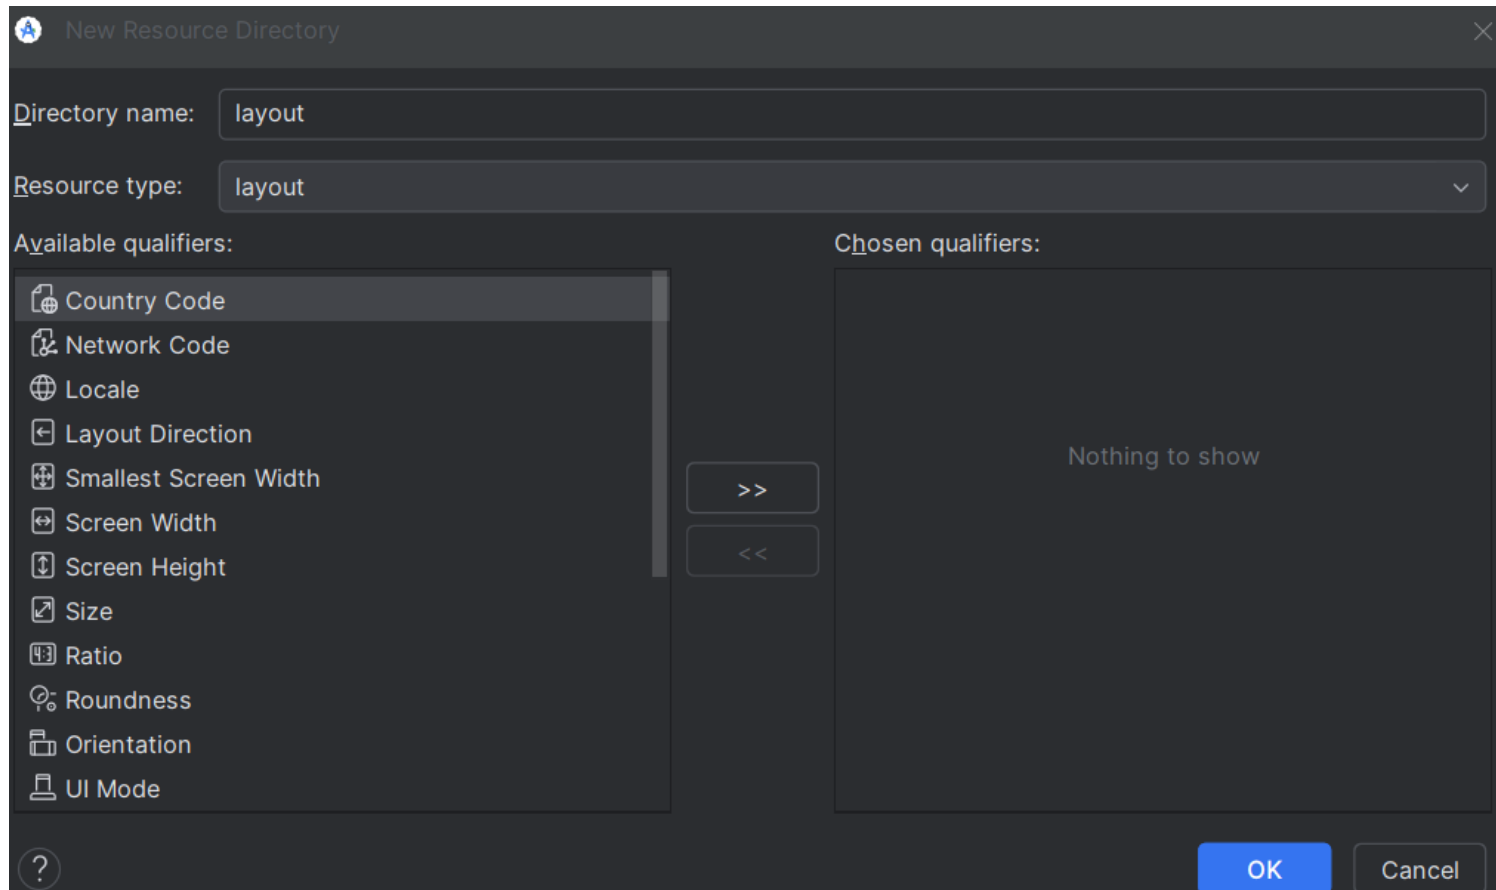 New Resource Directory
Directory name: layout
Resource type: layout
Available qualifiers:
Chosen qualifiers:
Country Code
Network Code
Locale
Layout Direction
Smallest Screen Width
Screen Width
Screen Height
Size
4:3 Ratio
Roundness
Orientation
UI Mode
>>
<<
Nothing to show
?
OK
Cancel